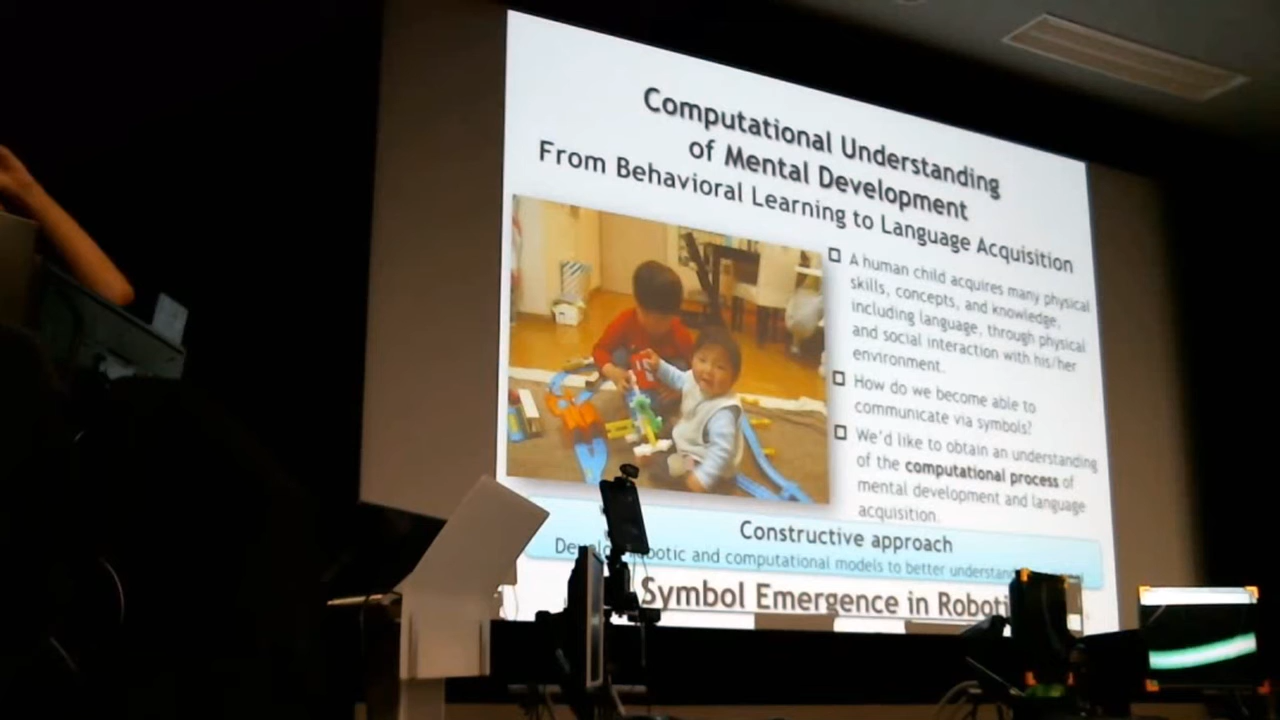 Computational Understanding
of Mental Development
From Behavioral Learning to Language Acquisition
A human child acquires many physical
skills, concepts, and knowledge,
including language, through physical
and social interaction with his/her
environment.
How do we become able to
communicate via symbols?
We'd like to obtain an understanding
of the computational process of
mental development and language
acquisition.
Constructive approach
robotic and computational models to better understand
Symbol Emergence in Roboti